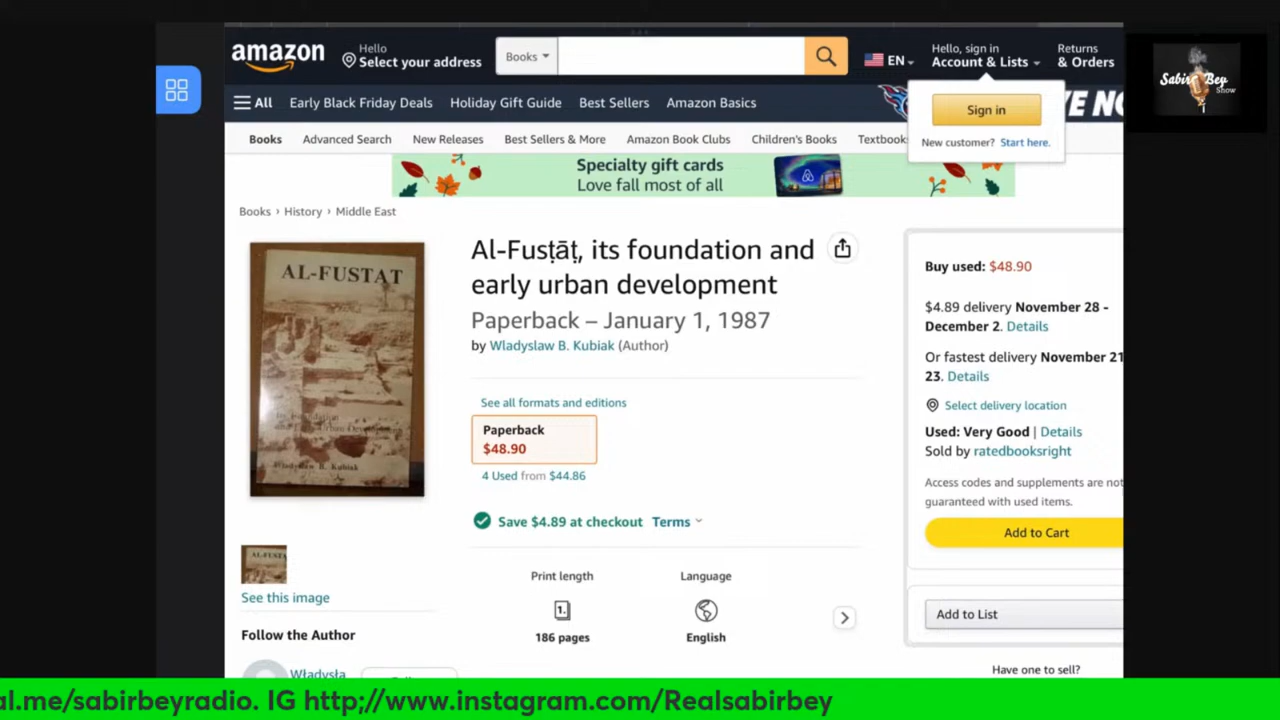 amazon
Hello
Select your address
Books
EN
Hello, sign in
Account & Lists
Returns
& Orders
All
Early Black Friday Deals
Holiday Gift Guide
Best Sellers
Amazon Basics
VE NO
Sign in
New customer? Start here.
Books
Advanced Search
New Releases
Best Sellers & More
Amazon Book Clubs
Children's Books
Textbook
Specialty gift cards
Love fall most of all
Books › History › Middle East
AL-FUSTAT
Wladyslaw B. Kubiak
Al-Fusṭāṭ, its foundation and
early urban development
Paperback – January 1, 1987
by Wladyslaw B. Kubiak (Author)
See all formats and editions
Paperback
$48.90
4 Used from $44.86
Save $4.89 at checkout Terms
Print length
1.
186 pages
Language
English
See this image
Follow the Author
Władysła
Buy used: $48.90
$4.89 delivery November 28 -
December 2. Details
Or fastest delivery November 21
23. Details
Select delivery location
Used: Very Good | Details
Sold by ratedbooksright
Access codes and supplements are not
guaranteed with used items.
Add to Cart
Add to List
Have one to sell?
Sabir Bey
Show
al.me/sabirbeyradio. IG http;//www.instagram.com/Realsabirbey